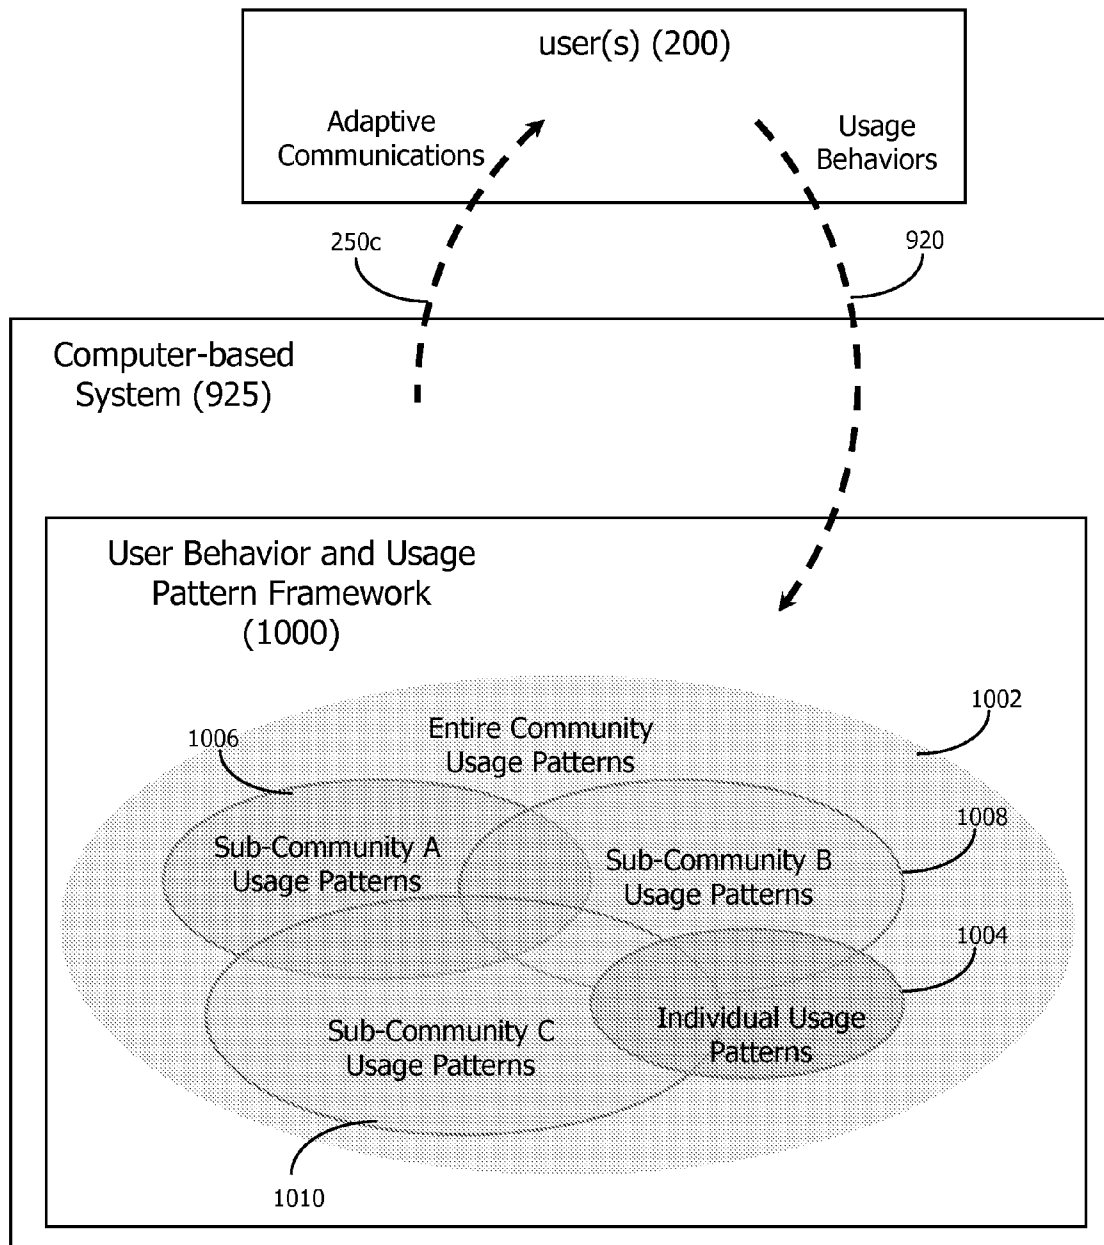 user(s) (200)
Adaptive
Communications
Usage
Behaviors
250c
920
Computer-based
System (925)
User Behavior and Usage
Pattern Framework
(1000)
1002
Entire Community
Usage Patterns
1006
1008
Sub-Community A
Usage Patterns
Sub-Community B
Usage Patterns
1004
Sub-Community C
Usage Patterns
Individual Usage
Patterns
1010